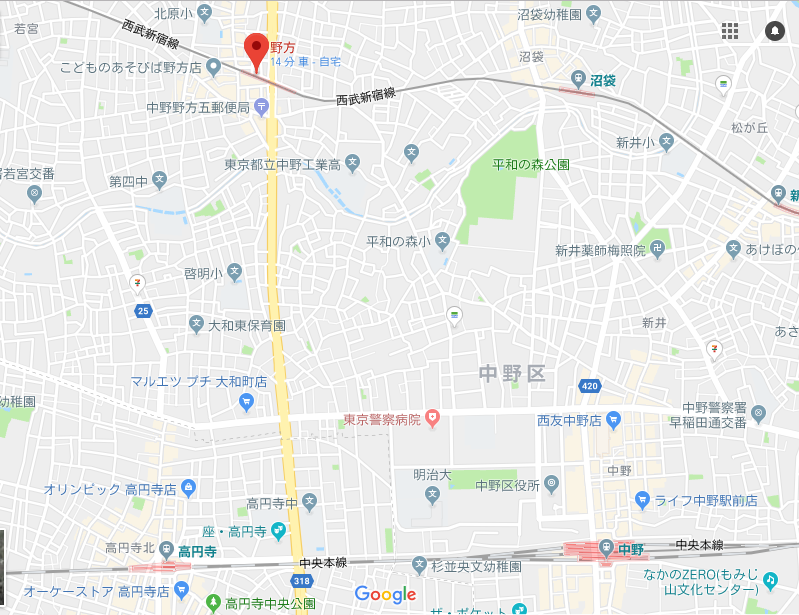 北原小
沼袋幼稚園
若宮
西武新宿線
野方
14 分 車 - 自宅
沼袋
こどものあそびば野方店
沼袋
西武新宿線
中野野方五郵便局
松が丘
新井小
東京都立中野工業高
平和の森公園
署若宮交番
第四中
新
平和の森小
新井薬師梅照院
あけぼの
啓明小
25
大和東保育園
新井
あさ
中野区
マルエツ プチ 大和町店
420
幼稚園
中野警察署
早稲田通交番
東京警察病院
西友中野店
中野
明治大
中野区役所
オリンピック 高円寺店
高円寺中
ライフ中野駅前店
座・高円寺
高円寺北
高円寺
中央本線
中野
中央本線
杉並央文幼稚園
なかのZERO(もみじ
山文化センター)
318
オーケーストア 高円寺店
Google
高円寺中央公園
ザ・ポケット